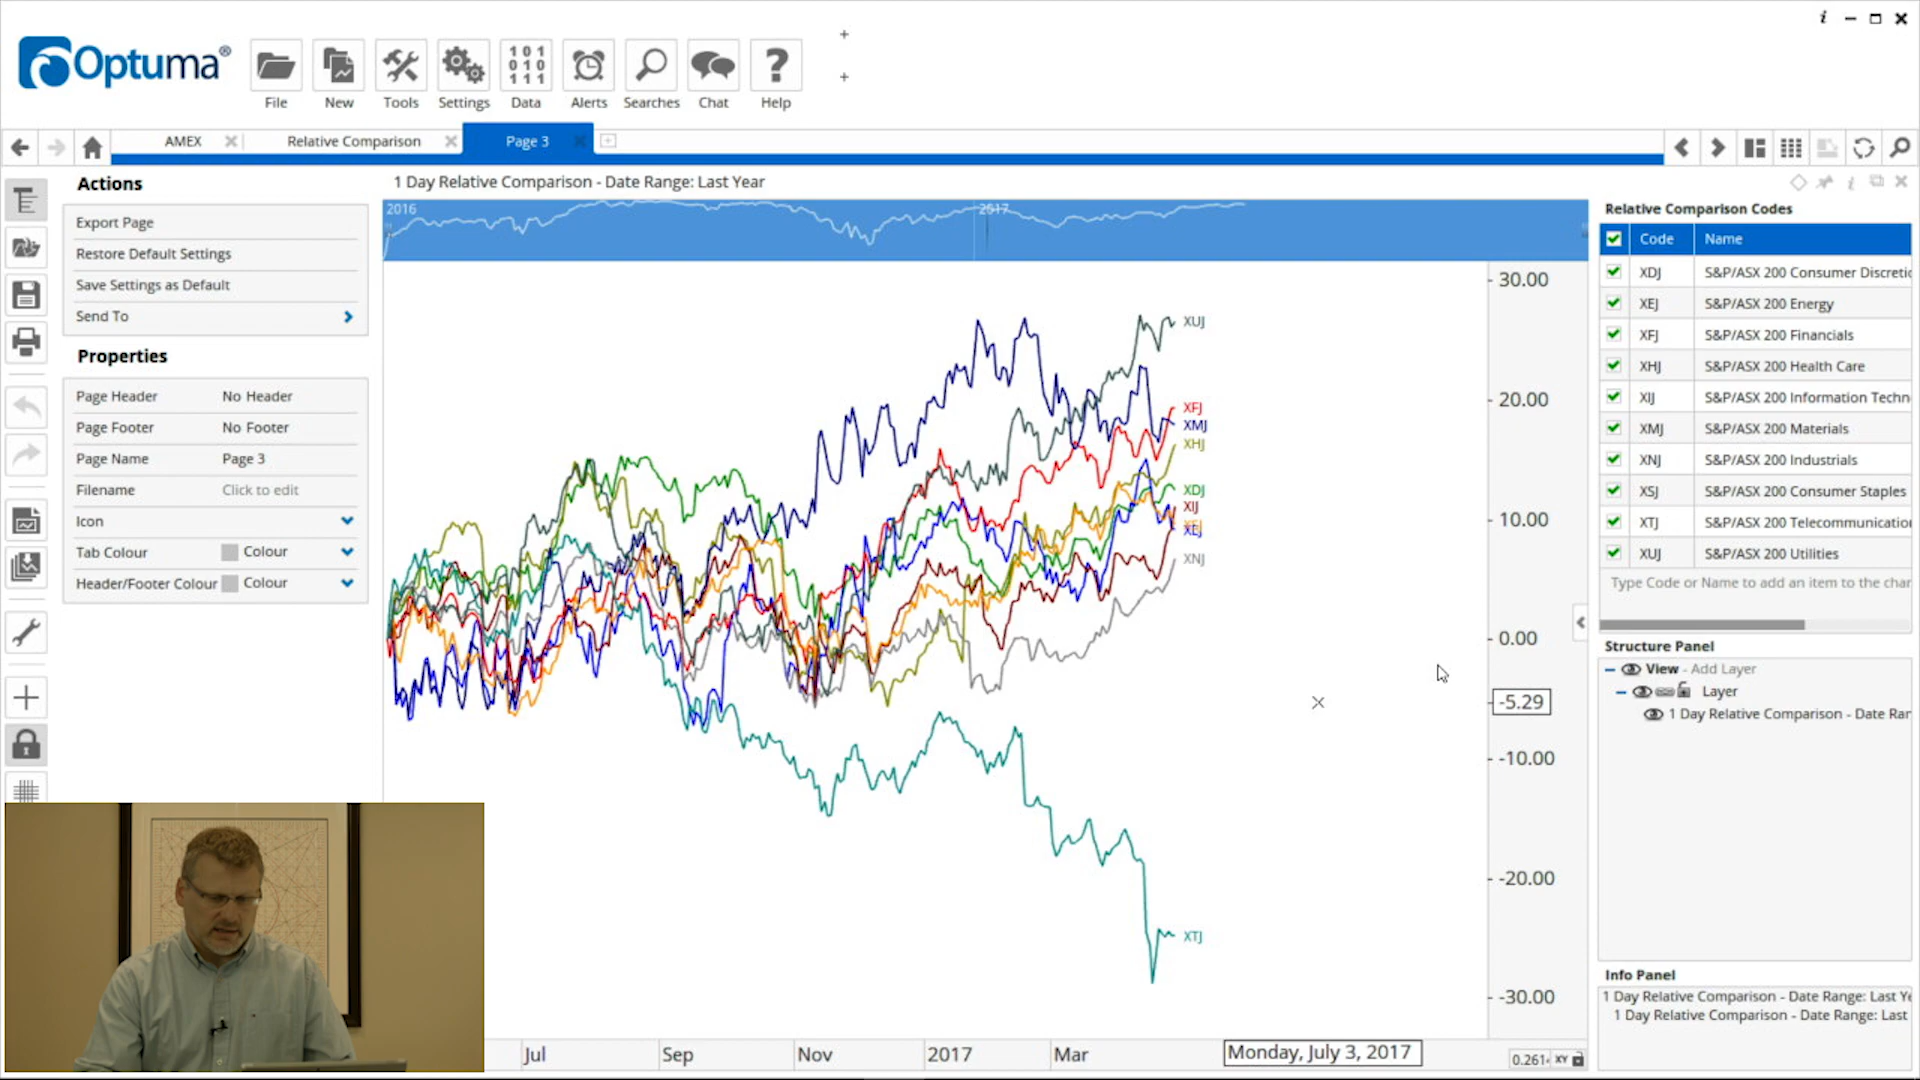 Optuma®
File
New
Tools
Settings
101
010
111
Data
Alerts
Searches
Chat
Help
AMEX
Relative Comparison
Page 3
Actions
Export Page
Restore Default Settings
Save Settings as Default
Send To
Properties
Page Header No Header
Page Footer No Footer
Page Name Page 3
Filename Click to edit
Icon
Tab Colour Colour
Header/Footer Colour Colour
1 Day Relative Comparison - Date Range: Last Year
2016
2017
30.00
20.00
10.00
0.00
-5.29
-10.00
-20.00
-30.00
XUJ
XFJ
XMJ
XHJ
XDJ
XIJ
XEJ
XNJ
XTJ
Jul
Sep
Nov
2017
Mar
Monday, July 3, 2017
0.261
XY
Relative Comparison Codes
Code Name
XDJ S&P/ASX 200 Consumer Discretio
XEJ S&P/ASX 200 Energy
XFJ S&P/ASX 200 Financials
XHJ S&P/ASX 200 Health Care
XIJ S&P/ASX 200 Information Techn
XMJ S&P/ASX 200 Materials
XNJ S&P/ASX 200 Industrials
XSJ S&P/ASX 200 Consumer Staples
XTJ S&P/ASX 200 Telecommunicatio
XUJ S&P/ASX 200 Utilities
Type Code or Name to add an item to the char
Structure Panel
View - Add Layer
Layer
1 Day Relative Comparison - Date Ran
Info Panel
1 Day Relative Comparison - Date Range: Last Ye
1 Day Relative Comparison - Date Range: Last